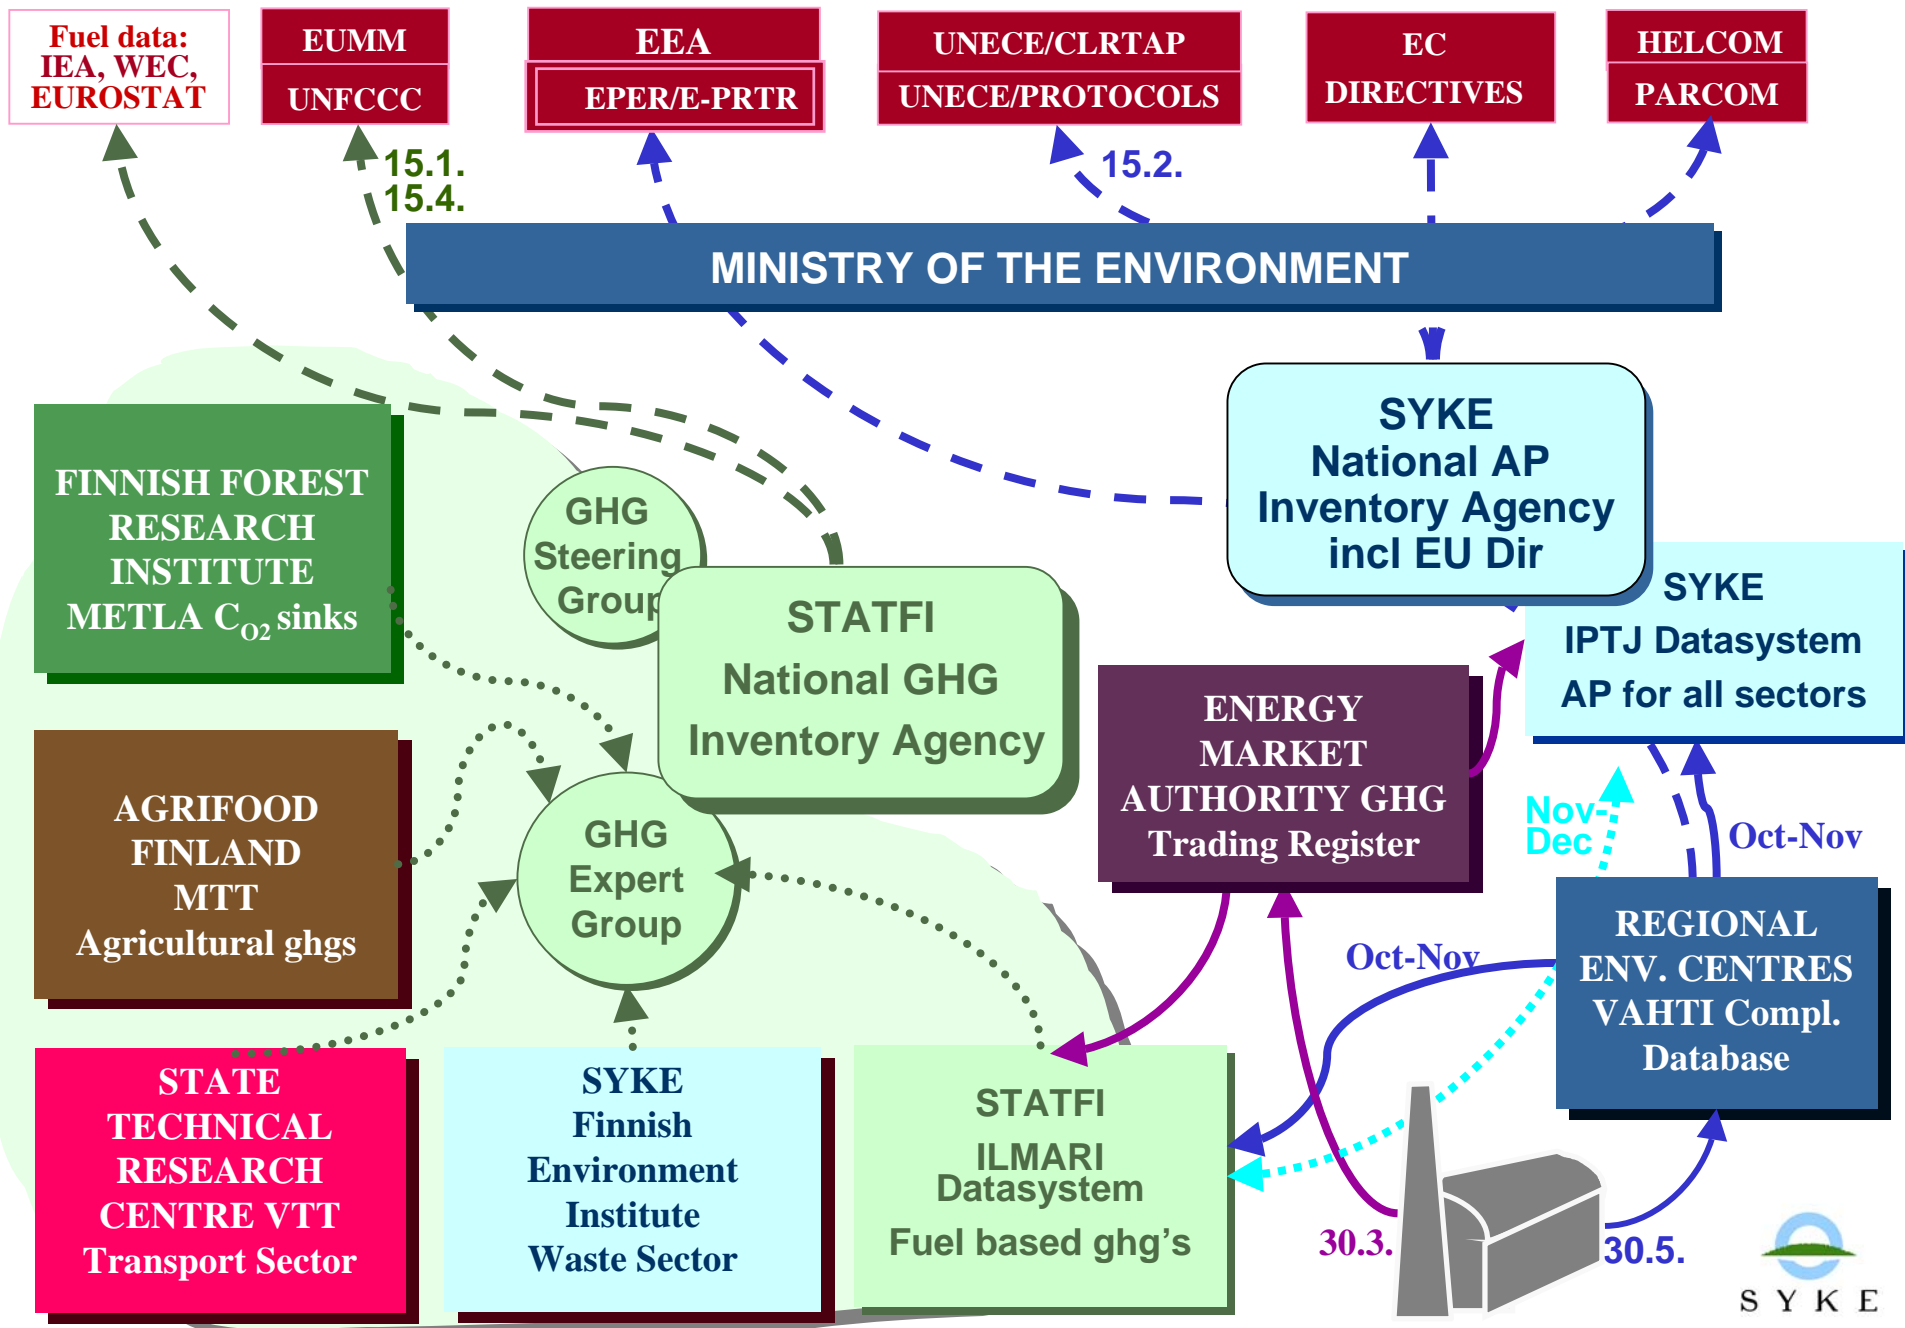 Fuel data:
IEA, WEC,
EUROSTAT
EUMM
UNFCCC
EEA
EPER/E-PRTR
UNECE/CLRTAP
UNECE/PROTOCOLS
EC
DIRECTIVES
HELCOM
PARCOM
15.1.
15.4.
15.2.
MINISTRY OF THE ENVIRONMENT
SYKE
National AP
Inventory Agency
incl EU Dir
FINNISH FOREST
RESEARCH
INSTITUTE
METLA CO2 sinks
GHG
Steering
Group
STATFI
National GHG
Inventory Agency
SYKE
IPTJ Datasystem
AP for all sectors
ENERGY
MARKET
AUTHORITY GHG
Trading Register
AGRIFOOD
FINLAND
MTT
Agricultural ghgs
GHG
Expert
Group
Nov-
Dec
Oct-Nov
Oct-Nov
REGIONAL
ENV. CENTRES
VAHTI Compl.
Database
STATE
TECHNICAL
RESEARCH
CENTRE VTT
Transport Sector
SYKE
Finnish
Environment
Institute
Waste Sector
STATFI
ILMARI
Datasystem
Fuel based ghg's
30.3.
30.5.
SYKE